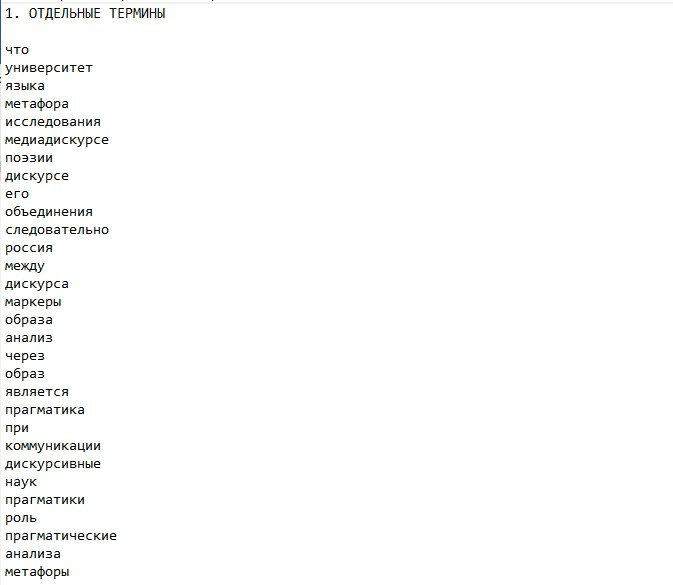 1. ОТДЕЛЬНЫЕ ТЕРМИНЫ
что
университет
языка
метафора
исследования
медиадискурсе
поэзии
дискурсе
его
объединения
следовательно
россия
между
дискурса
маркеры
образа
анализ
через
образ
является
прагматика
при
коммуникации
дискурсивные
наук
прагматики
роль
прагматические
анализа
метафоры